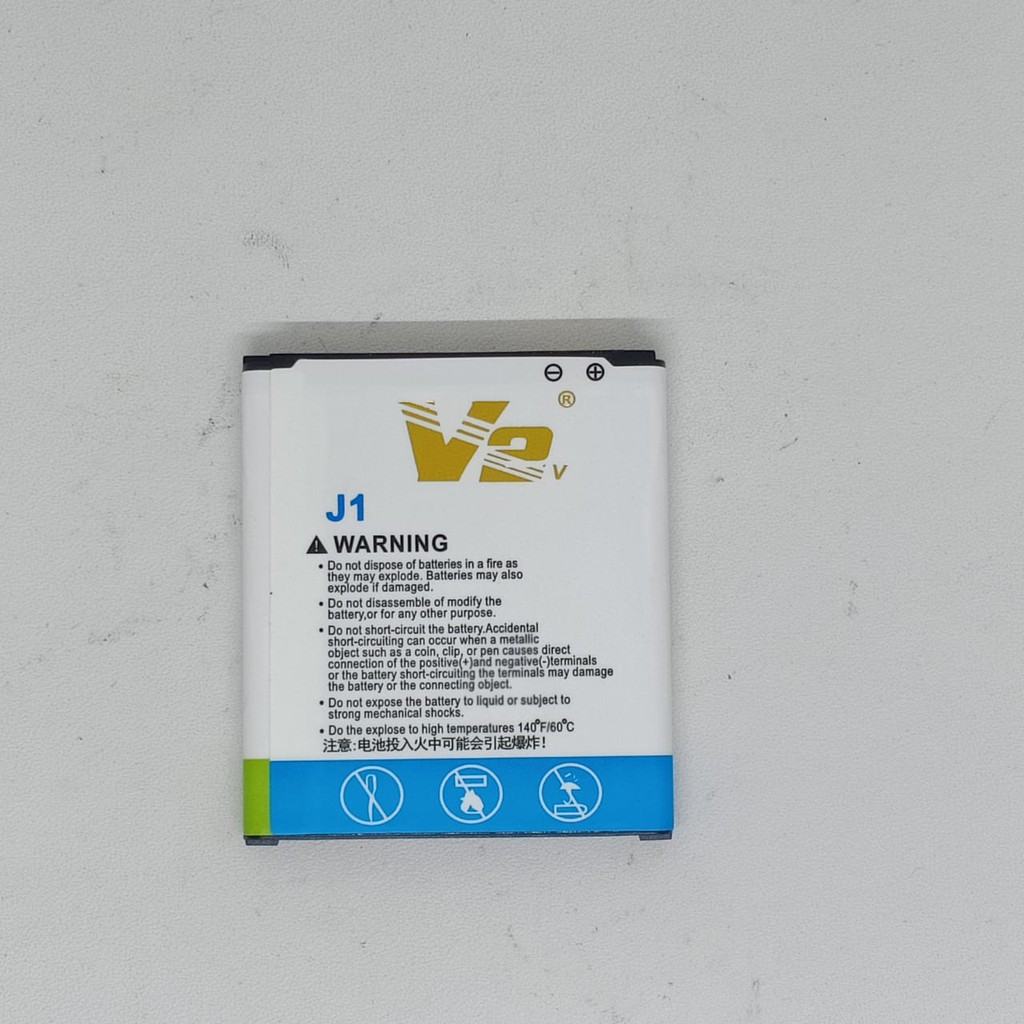 ⊖ ⊕
V2 ®
V
J1
⚠ WARNING
• Do not dispose of batteries in a fire as
they may explode. Batteries may also
explode if damaged.
• Do not disassemble of modify the
battery,or for any other purpose.
• Do not short-circuit the battery.Accidental
short-circuiting can occur when a metallic
object such as a coin, clip, or pen causes direct
connection of the positive(+)and negative(-)terminals
or the battery short-circuiting the terminals may damage
the battery or the connecting object.
• Do not expose the battery to liquid or subject to
strong mechanical shocks.
• Do the explose to high temperatures 140°F/60°C
注意:电池投入火中可能会引起爆炸!